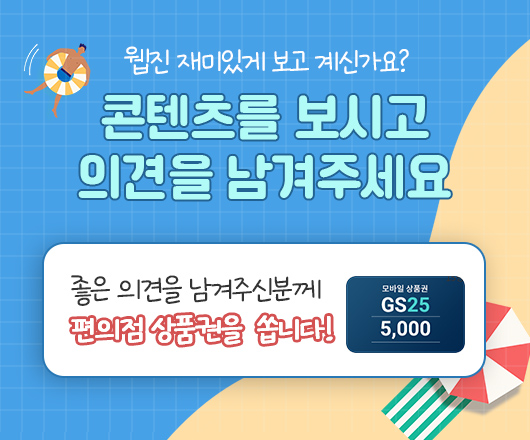 웹진 재미있게 보고 계신가요?
콘텐츠를 보시고
의견을 남겨주세요
좋은 의견을 남겨주신분께
편의점 상품권을 쏩니다!
모바일 상품권
GS25
5,000